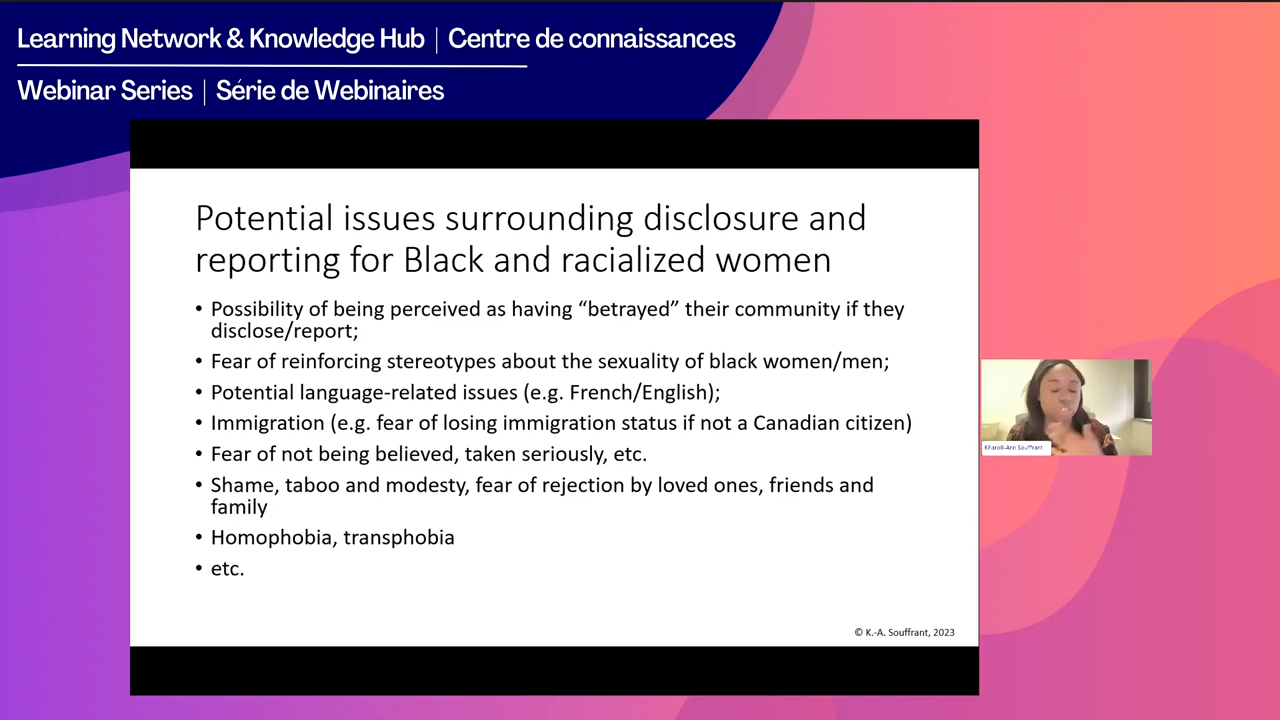 Learning Network & Knowledge Hub | Centre de connaissances
Webinar Series | Série de Webinaires
Potential issues surrounding disclosure and
reporting for Black and racialized women
• Possibility of being perceived as having “betrayed” their community if they
disclose/report;
• Fear of reinforcing stereotypes about the sexuality of black women/men;
• Potential language-related issues (e.g. French/English);
• Immigration (e.g. fear of losing immigration status if not a Canadian citizen)
• Fear of not being believed, taken seriously, etc.
• Shame, taboo and modesty, fear of rejection by loved ones, friends and
family
• Homophobia, transphobia
• etc.
Kharoll-Ann Souffrant
© K.-A. Souffrant, 2023